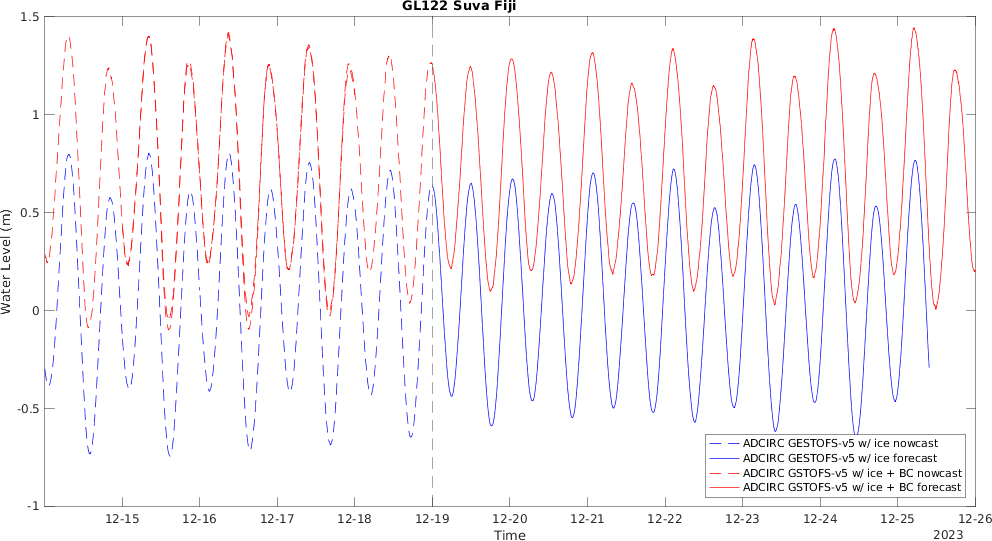 GL122 Suva Fiji
1.5
1
0.5
0
-0.5
-1
Water Level (m)
12-15 12-16 12-17 12-18 12-19 12-20 12-21 12-22 12-23 12-24 12-25 12-26
Time
2023
ADCIRC GESTOFS-v5 w/ ice nowcast
ADCIRC GESTOFS-v5 w/ ice forecast
ADCIRC GSTOFS-v5 w/ ice + BC nowcast
ADCIRC GSTOFS-v5 w/ ice + BC forecast